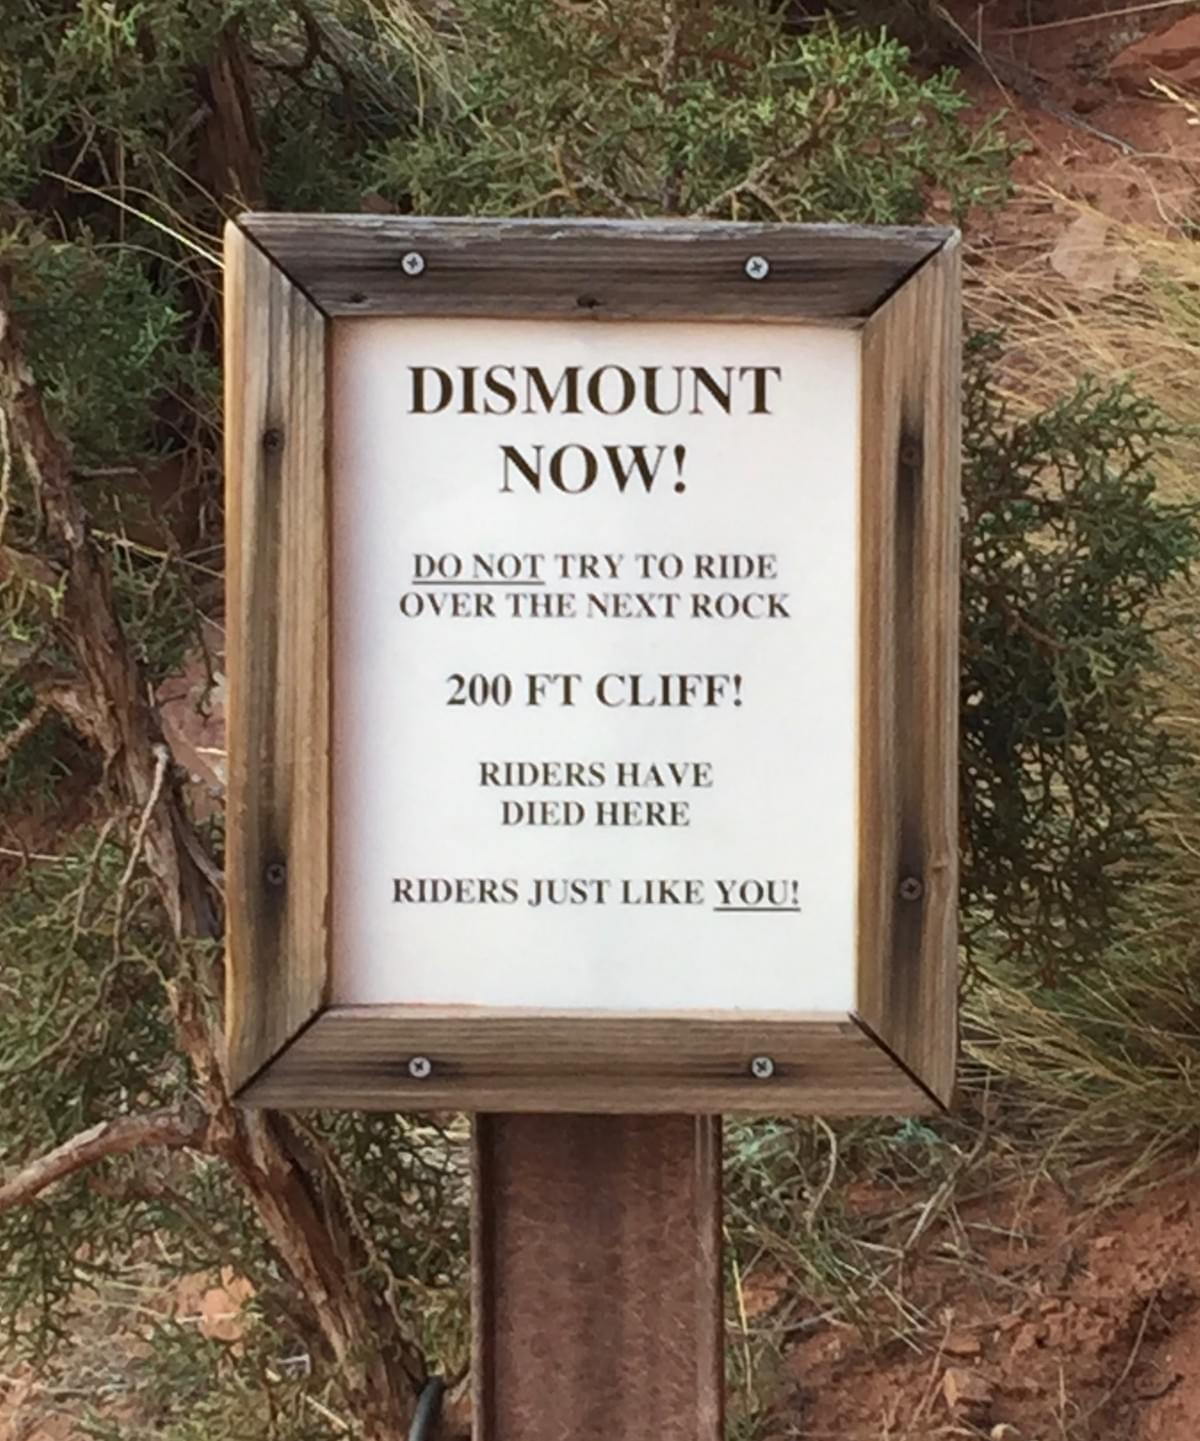 DISMOUNT
NOW!
DO NOT TRY TO RIDE
OVER THE NEXT ROCK
200 FT CLIFF!
RIDERS HAVE
DIED HERE
RIDERS JUST LIKE YOU!